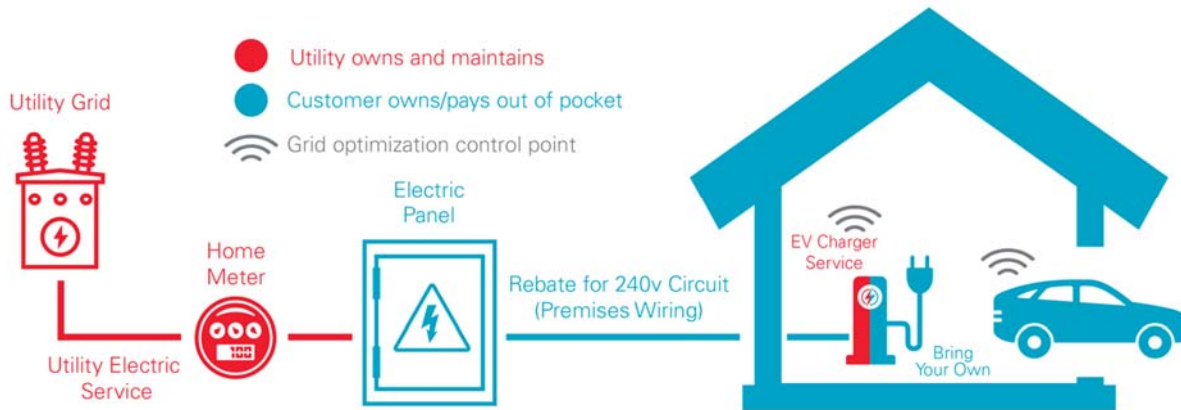 Utility owns and maintains
Customer owns/pays out of pocket
Grid optimization control point
Utility Grid
Utility Electric
Service
Home
Meter
100
Electric
Panel
Rebate for 240v Circuit
(Premises Wiring)
EV Charger
Service
Bring
Your Own